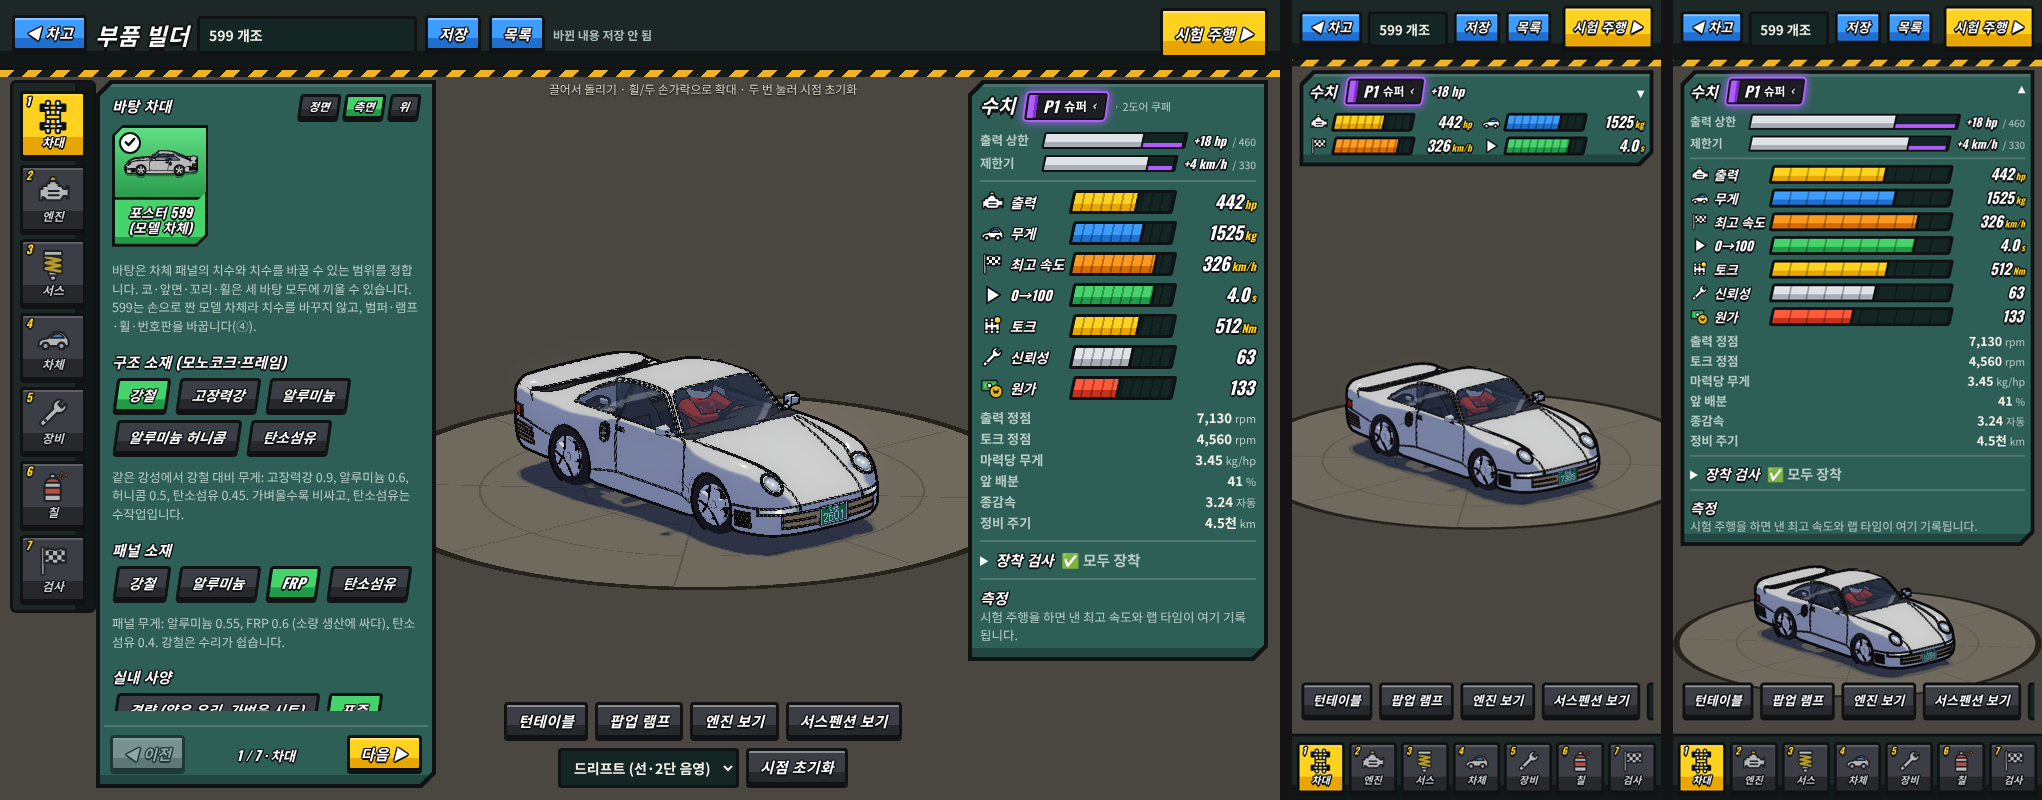 ◀ 차고
부품 빌더
599 개조
저장
목록
바뀐 내용 저장 안 됨
시험 주행 ▶
1 차대
2 엔진
3 서스
4 차체
5 장비
6 칠
7 검사
바탕 차대
정면
측면
위
포스터 599
(모델 차체)
바탕은 차체 패널의 치수와 치수를 바꿀 수 있는 범위를 정합
니다. 코·앞면·꼬리·휠은 세 바탕 모두에 끼울 수 있습니다.
599는 손으로 짠 모델 차체라 치수를 바꾸지 않고, 범퍼·램프
·휠·번호판을 바꿉니다(④).
구조 소재 (모노코크·프레임)
강철
고장력강
알루미늄
알루미늄 허니콤
탄소섬유
같은 강성에서 강철 대비 무게: 고장력강 0.9, 알루미늄 0.6,
허니콤 0.5, 탄소섬유 0.45. 가벼울수록 비싸고, 탄소섬유는
수작업입니다.
패널 소재
강철
알루미늄
FRP
탄소섬유
패널 무게: 알루미늄 0.55, FRP 0.6 (소량 생산에 싸다), 탄소
섬유 0.4. 강철은 수리가 쉽습니다.
실내 사양
경량 (얇은 유리, 가벼운 시트)
표준
◀ 이전
1 / 7 · 차대
다음 ▶
끌어서 돌리기 · 휠/두 손가락으로 확대 · 두 번 눌러 시점 초기화
2601
턴테이블
팝업 램프
엔진 보기
서스펜션 보기
드리프트 (선·2단 음영)
시점 초기화
수치
P1 슈퍼 ‹
· 2도어 쿠페
출력 상한 +18 hp / 460
제한기 +4 km/h / 330
출력 442 hp
무게 1525 kg
최고 속도 326 km/h
0→100 4.0 s
토크 512 Nm
신뢰성 63
원가 133
출력 정점 7,130 rpm
토크 정점 4,560 rpm
마력당 무게 3.45 kg/hp
앞 배분 41 %
종감속 3.24 자동
정비 주기 4.5천 km
▶ 장착 검사 ✅ 모두 장착
측정
시험 주행을 하면 낸 최고 속도와 랩 타임이 여기 기록
됩니다.
◀ 차고
599 개조
저장
목록
시험 주행 ▶
수치
P1 슈퍼 ‹
+18 hp
▼
442 hp
1525 kg
326 km/h
4.0 s
턴테이블
팝업 램프
엔진 보기
서스펜션 보기
1 차대
2 엔진
3 서스
4 차체
5 장비
6 칠
7 검사
◀ 차고
599 개조
저장
목록
시험 주행 ▶
수치
P1 슈퍼 ‹
▲
출력 상한 +18 hp / 460
제한기 +4 km/h / 330
출력 442 hp
무게 1525 kg
최고 속도 326 km/h
0→100 4.0 s
토크 512 Nm
신뢰성 63
원가 133
출력 정점 7,130 rpm
토크 정점 4,560 rpm
마력당 무게 3.45 kg/hp
앞 배분 41 %
종감속 3.24 자동
정비 주기 4.5천 km
▶ 장착 검사 ✅ 모두 장착
측정
시험 주행을 하면 낸 최고 속도와 랩 타임이 여기 기록됩니다.
턴테이블
팝업 램프
엔진 보기
서스펜션 보기
1 차대
2 엔진
3 서스
4 차체
5 장비
6 칠
7 검사